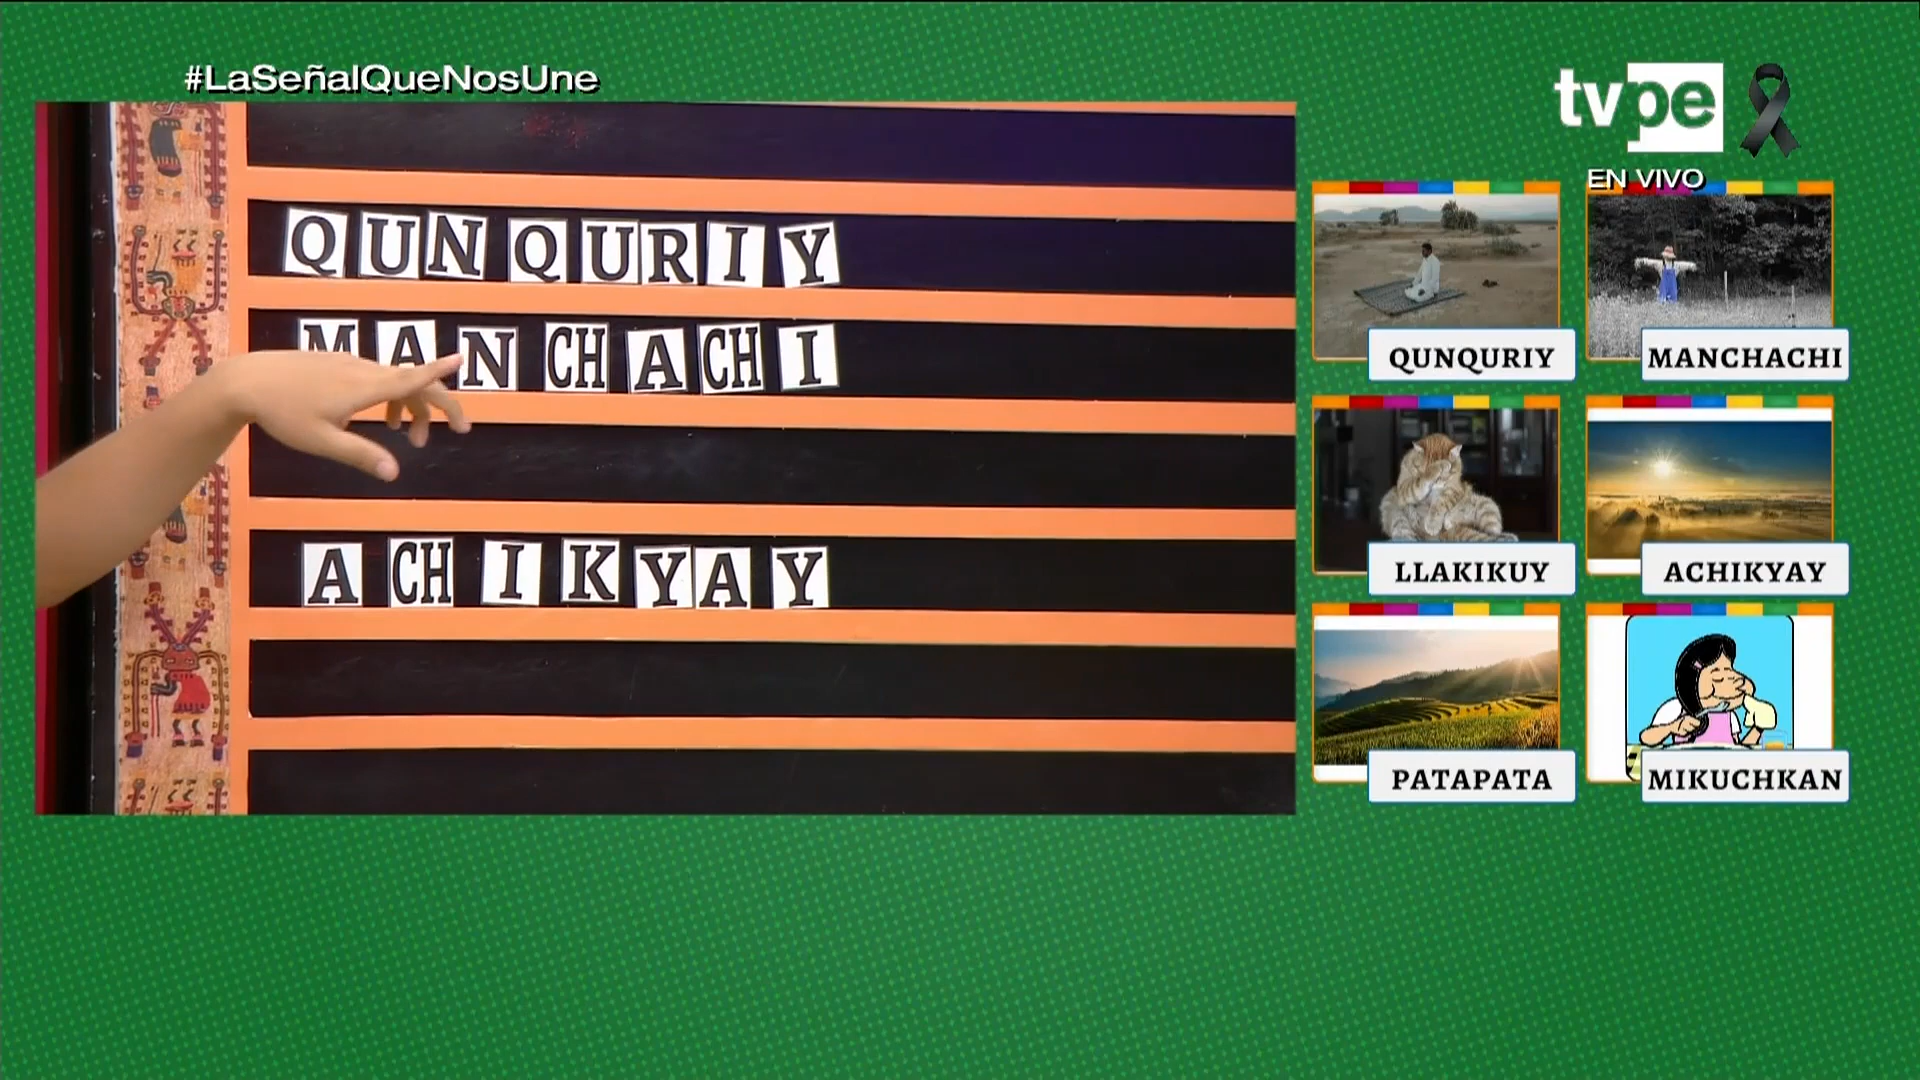 #LaSeñalQueNosUne
tvpe
EN VIVO
QUNQURIY
MANCHACHI
ACHIKYAY
QUNQURIY
MANCHACHI
LLAKIKUY
ACHIKYAY
PATAPATA
MIKUCHKAN